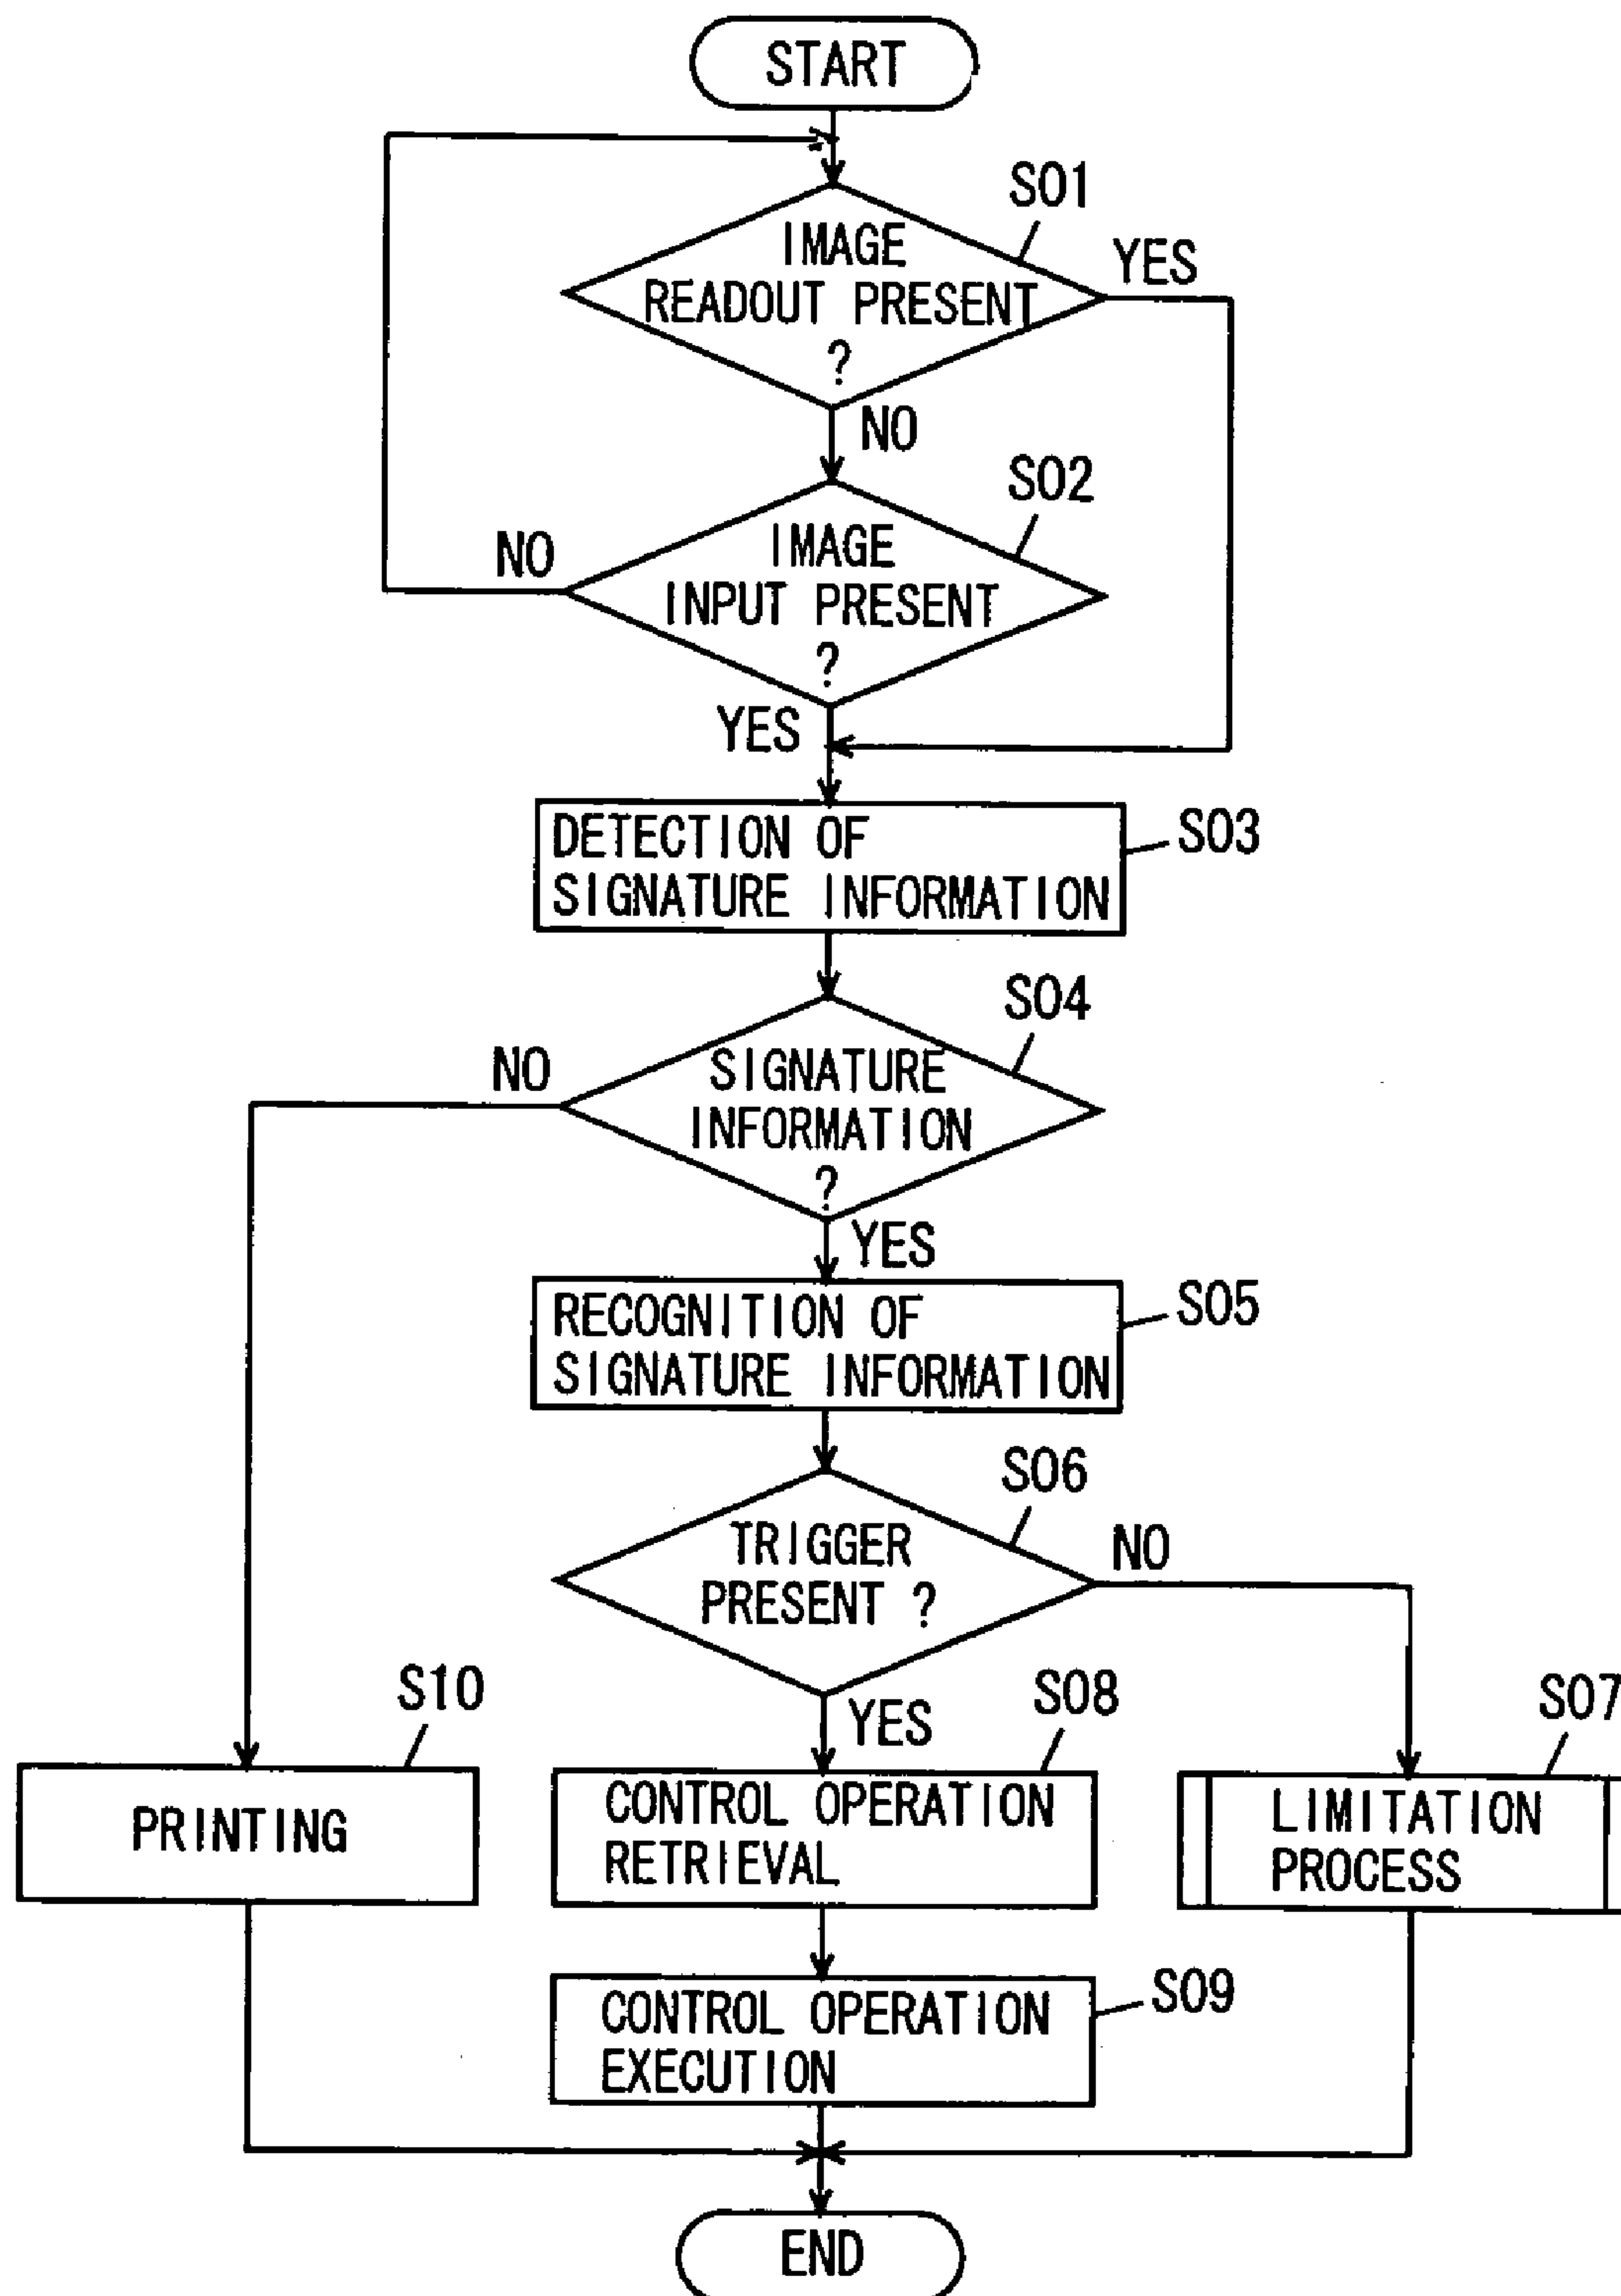 START
S01
IMAGE
READOUT PRESENT
?
YES
NO
S02
IMAGE
INPUT PRESENT
?
NO
YES
DETECTION OF
SIGNATURE INFORMATION
S03
S04
SIGNATURE
INFORMATION
?
NO
YES
RECOGNITION OF
SIGNATURE INFORMATION
S05
S06
TRIGGER
PRESENT ?
NO
YES
S10
PRINTING
S08
CONTROL OPERATION
RETRIEVAL
S07
LIMITATION
PROCESS
CONTROL OPERATION
EXECUTION
S09
END